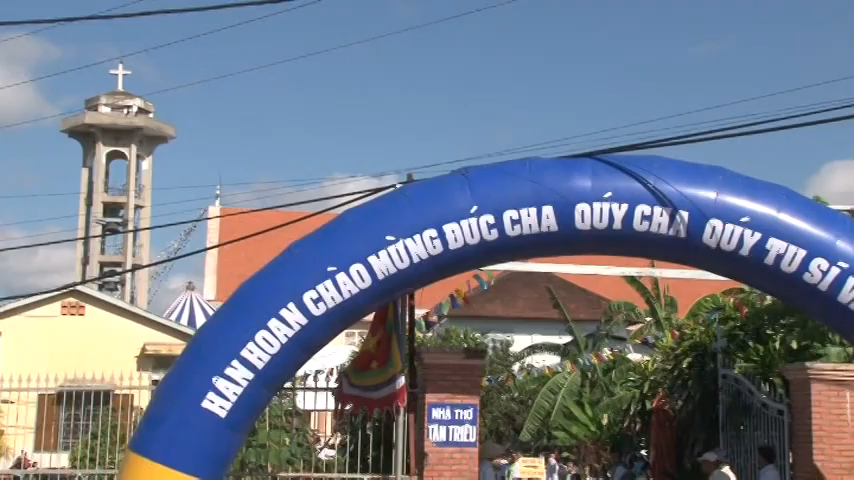 HÂN HOAN CHÀO MỪNG ĐỨC CHA QUÝ CHA QUÝ TU SĨ
NHÀ THỜ
TÂN TRIỀU